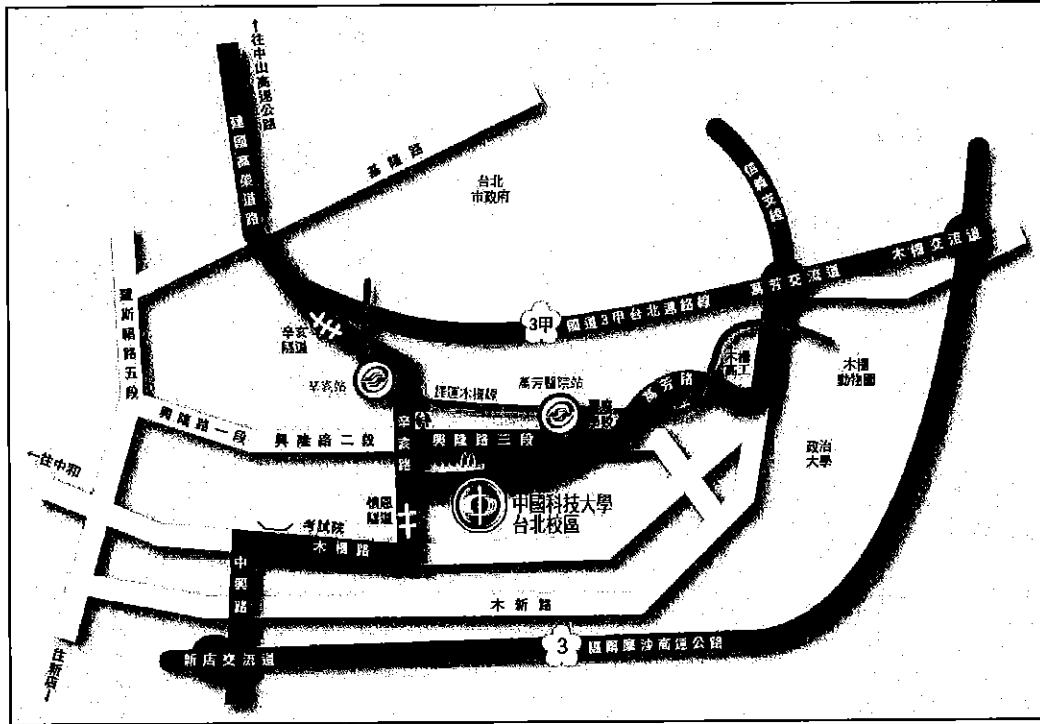 ↑往中山高速公路
建國高架道路
基隆路
台北
市政府
信義支線
木柵交流道
萬芳交流道
國道3甲台北連絡線
3甲
羅斯福路五段
辛亥
隧道
辛亥站
捷運木柵線
萬芳醫院站
萬芳路
木柵
高工
木柵
動物園
興隆路一段
興隆路二段
辛亥路
興隆路三段
政治
大學
←往中和
懷恩
隧道
中國科技大學
台北校區
考試院
木柵路
中興路
木新路
新店交流道
3
福爾摩沙高速公路
往新店↓